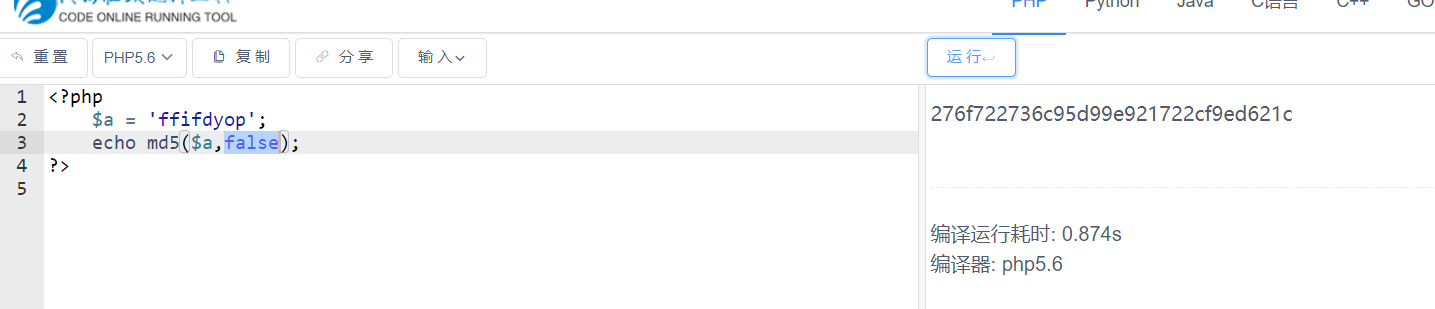 CODE ONLINE RUNNING TOOL
PHP Python Java C语言 C++ GO
重置 PHP5.6 复制 分享 输入 运行
1 <?php
2 $a = 'ffifdyop';
3 echo md5($a,false);
4 ?>
5
276f722736c95d99e921722cf9ed621c
编译运行耗时: 0.874s
编译器: php5.6